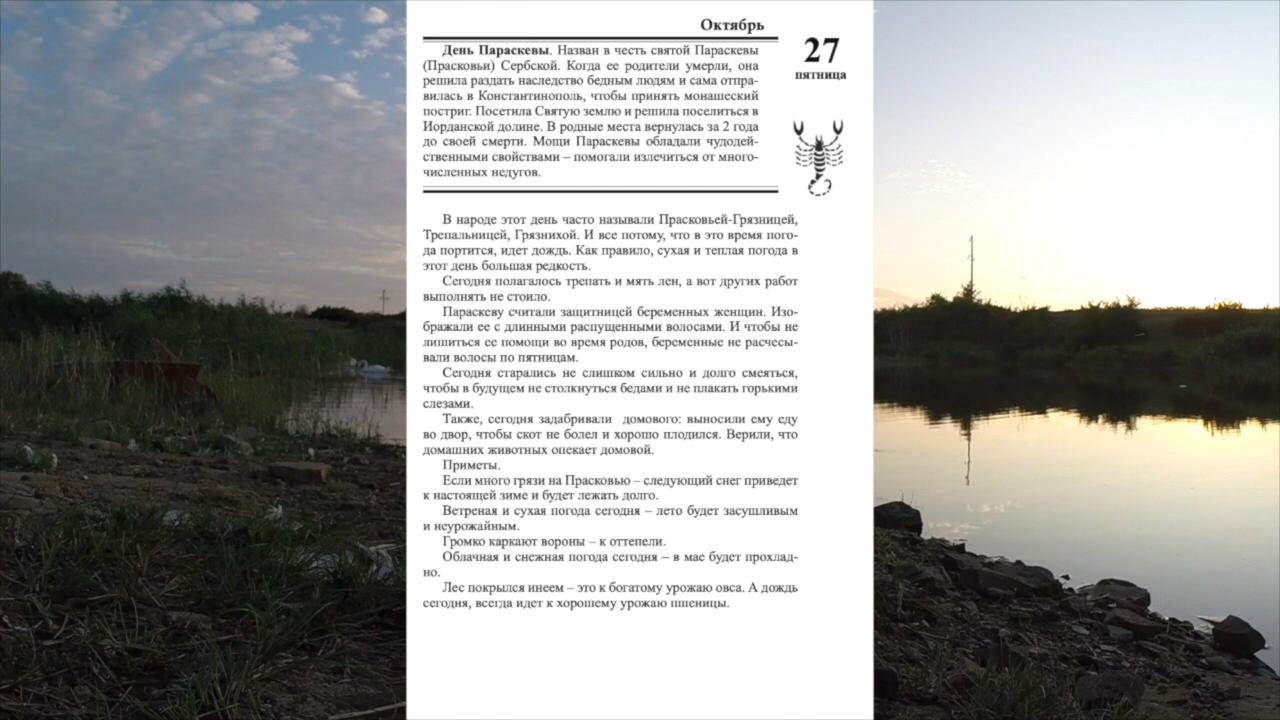 Октябрь
День Параскевы. Назван в честь святой Параскевы
(Прасковьи) Сербской. Когда ее родители умерли, она
решила раздать наследство бедным людям и сама отпра-
вилась в Константинополь, чтобы принять монашеский
постриг. Посетила Святую землю и решила поселиться в
Иорданской долине. В родные места вернулась за 2 года
до своей смерти. Мощи Параскевы обладали чудодей-
ственными свойствами – помогали излечиться от много-
численных недугов.
27
пятница
В народе этот день часто называли Прасковьей-Грязницей,
Трепальницей, Грязнихой. И все потому, что в это время пого-
да портится, идет дождь. Как правило, сухая и теплая погода в
этот день большая редкость.
Сегодня полагалось трепать и мять лен, а вот других работ
выполнять не стоило.
Параскеву считали защитницей беременных женщин. Изо-
бражали ее с длинными распущенными волосами. И чтобы не
лишиться ее помощи во время родов, беременные не расчесы-
вали волосы по пятницам.
Сегодня старались не слишком сильно и долго смеяться,
чтобы в будущем не столкнуться бедами и не плакать горькими
слезами.
Также, сегодня задабривали домового: выносили ему еду
во двор, чтобы скот не болел и хорошо плодился. Верили, что
домашних животных опекает домовой.
Приметы.
Если много грязи на Прасковью – следующий снег приведет
к настоящей зиме и будет лежать долго.
Ветреная и сухая погода сегодня – лето будет засушливым
и неурожайным.
Громко каркают вороны – к оттепели.
Облачная и снежная погода сегодня – в мае будет прохлад-
но.
Лес покрылся инеем – это к богатому урожаю овса. А дождь
сегодня, всегда идет к хорошему урожаю пшеницы.